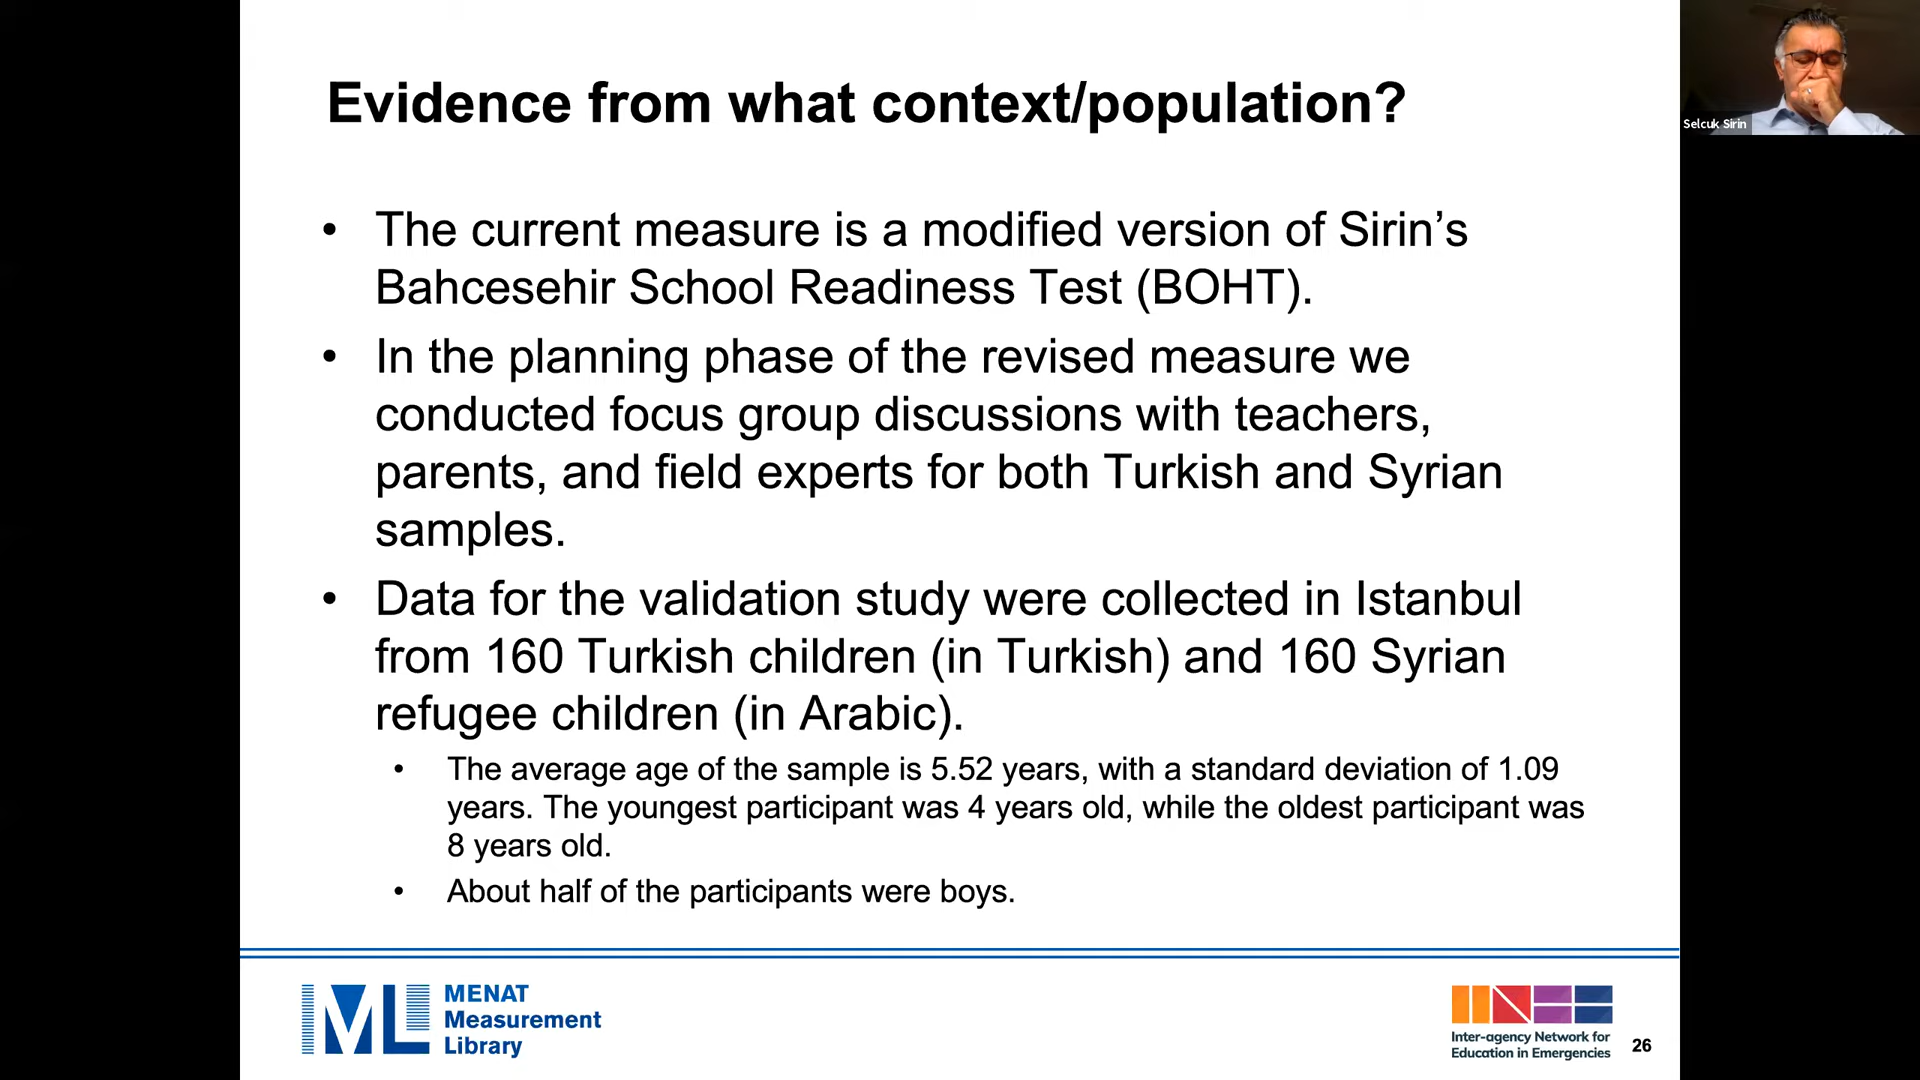 Evidence from what context/population?
Selcuk Sirin
• The current measure is a modified version of Sirin’s
Bahcesehir School Readiness Test (BOHT).
• In the planning phase of the revised measure we
conducted focus group discussions with teachers,
parents, and field experts for both Turkish and Syrian
samples.
• Data for the validation study were collected in Istanbul
from 160 Turkish children (in Turkish) and 160 Syrian
refugee children (in Arabic).
• The average age of the sample is 5.52 years, with a standard deviation of 1.09
years. The youngest participant was 4 years old, while the oldest participant was
8 years old.
• About half of the participants were boys.
ML
MENAT
Measurement
Library
INEE
Inter-agency Network for
Education in Emergencies
26